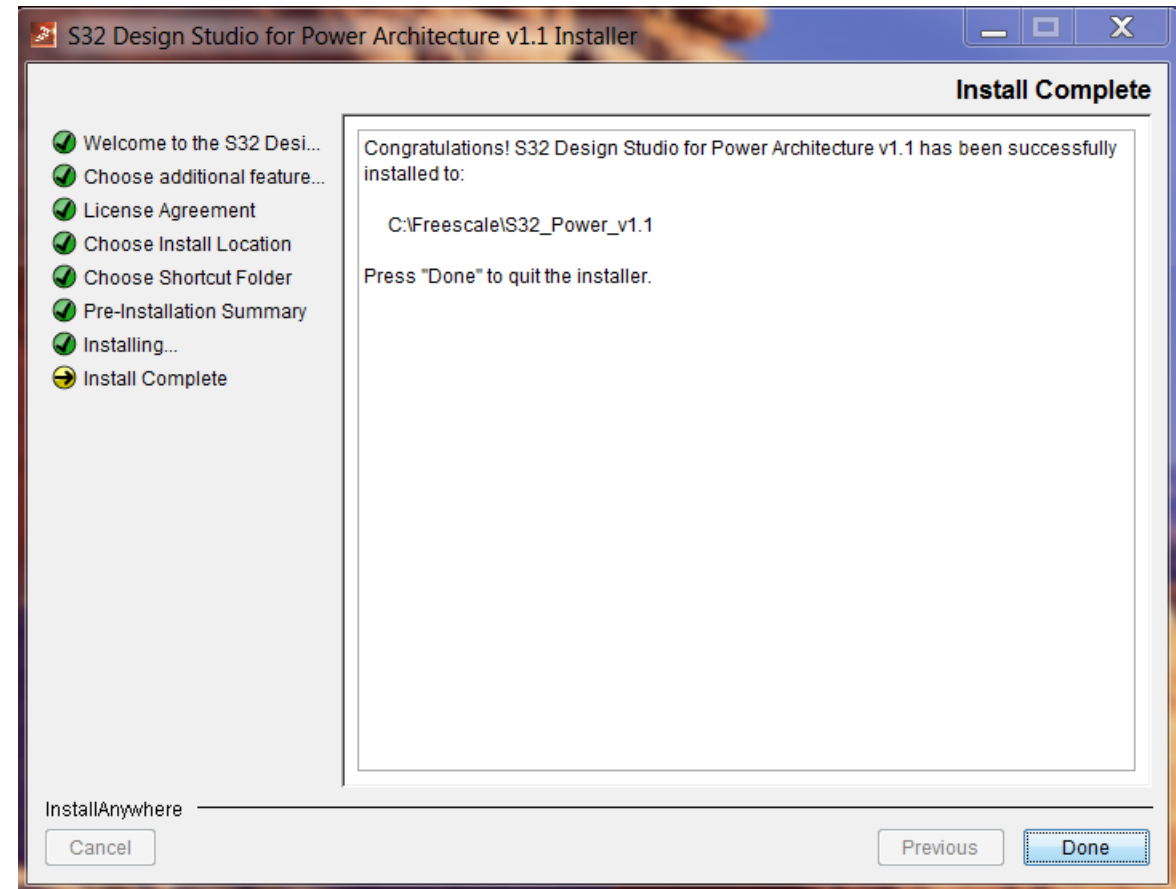 S32 Design Studio for Power Architecture v1.1 Installer
Install Complete
Welcome to the S32 Desi...
Choose additional feature...
License Agreement
Choose Install Location
Choose Shortcut Folder
Pre-Installation Summary
Installing...
Install Complete
Congratulations! S32 Design Studio for Power Architecture v1.1 has been successfully
installed to:
C:\Freescale\S32_Power_v1.1
Press "Done" to quit the installer.
InstallAnywhere
Cancel
Previous
Done